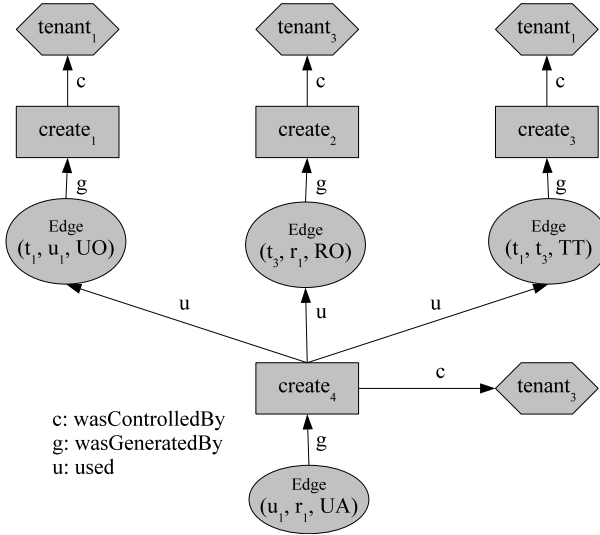 tenant₁
tenant₃
tenant₁
c
c
c
create₁
create₂
create₃
g
g
g
Edge
(t₁, u₁, UO)
Edge
(t₃, r₁, RO)
Edge
(t₁, t₃, TT)
u
u
u
create₄
c
tenant₃
c: wasControlledBy
g: wasGeneratedBy
u: used
g
Edge
(u₁, r₁, UA)